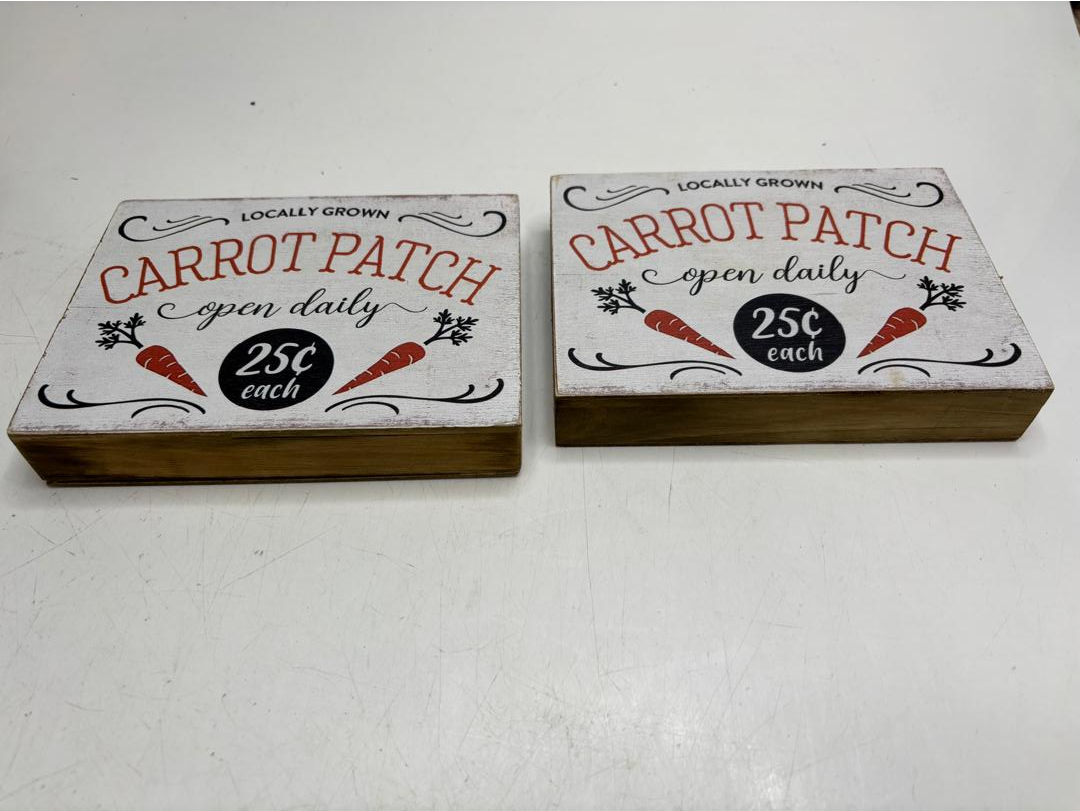 LOCALLY GROWN
CARROT PATCH
open daily
25¢
each
LOCALLY GROWN
CARROT PATCH
open daily
25¢
each